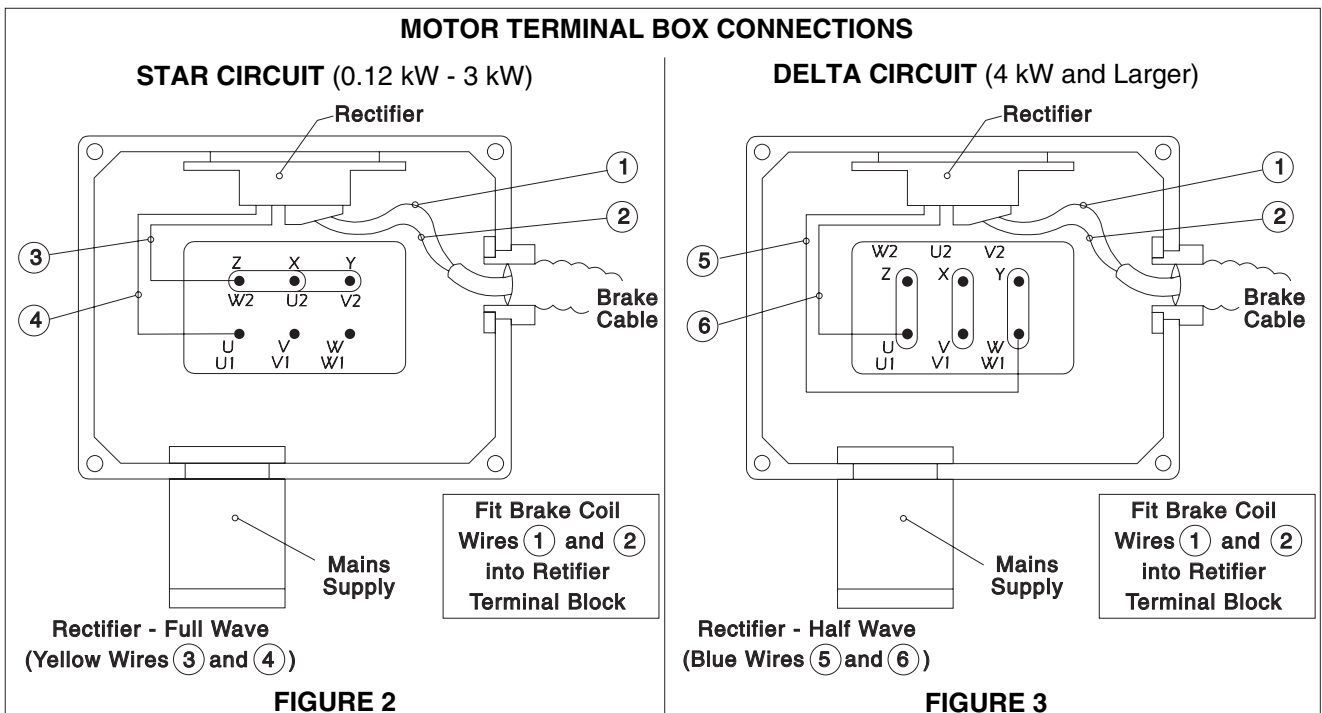 MOTOR TERMINAL BOX CONNECTIONS
STAR CIRCUIT (0.12 kW - 3 kW)
Rectifier
1
2
3
4
Z X Y
W2 U2 V2
U V W
U1 V1 W1
Brake
Cable
Mains
Supply
Fit Brake Coil
Wires 1 and 2
into Retifier
Terminal Block
Rectifier - Full Wave
(Yellow Wires 3 and 4)
FIGURE 2
DELTA CIRCUIT (4 kW and Larger)
Rectifier
1
2
5
6
W2 U2 V2
Z X Y
U V W
U1 V1 W1
Brake
Cable
Mains
Supply
Fit Brake Coil
Wires 1 and 2
into Retifier
Terminal Block
Rectifier - Half Wave
(Blue Wires 5 and 6)
FIGURE 3